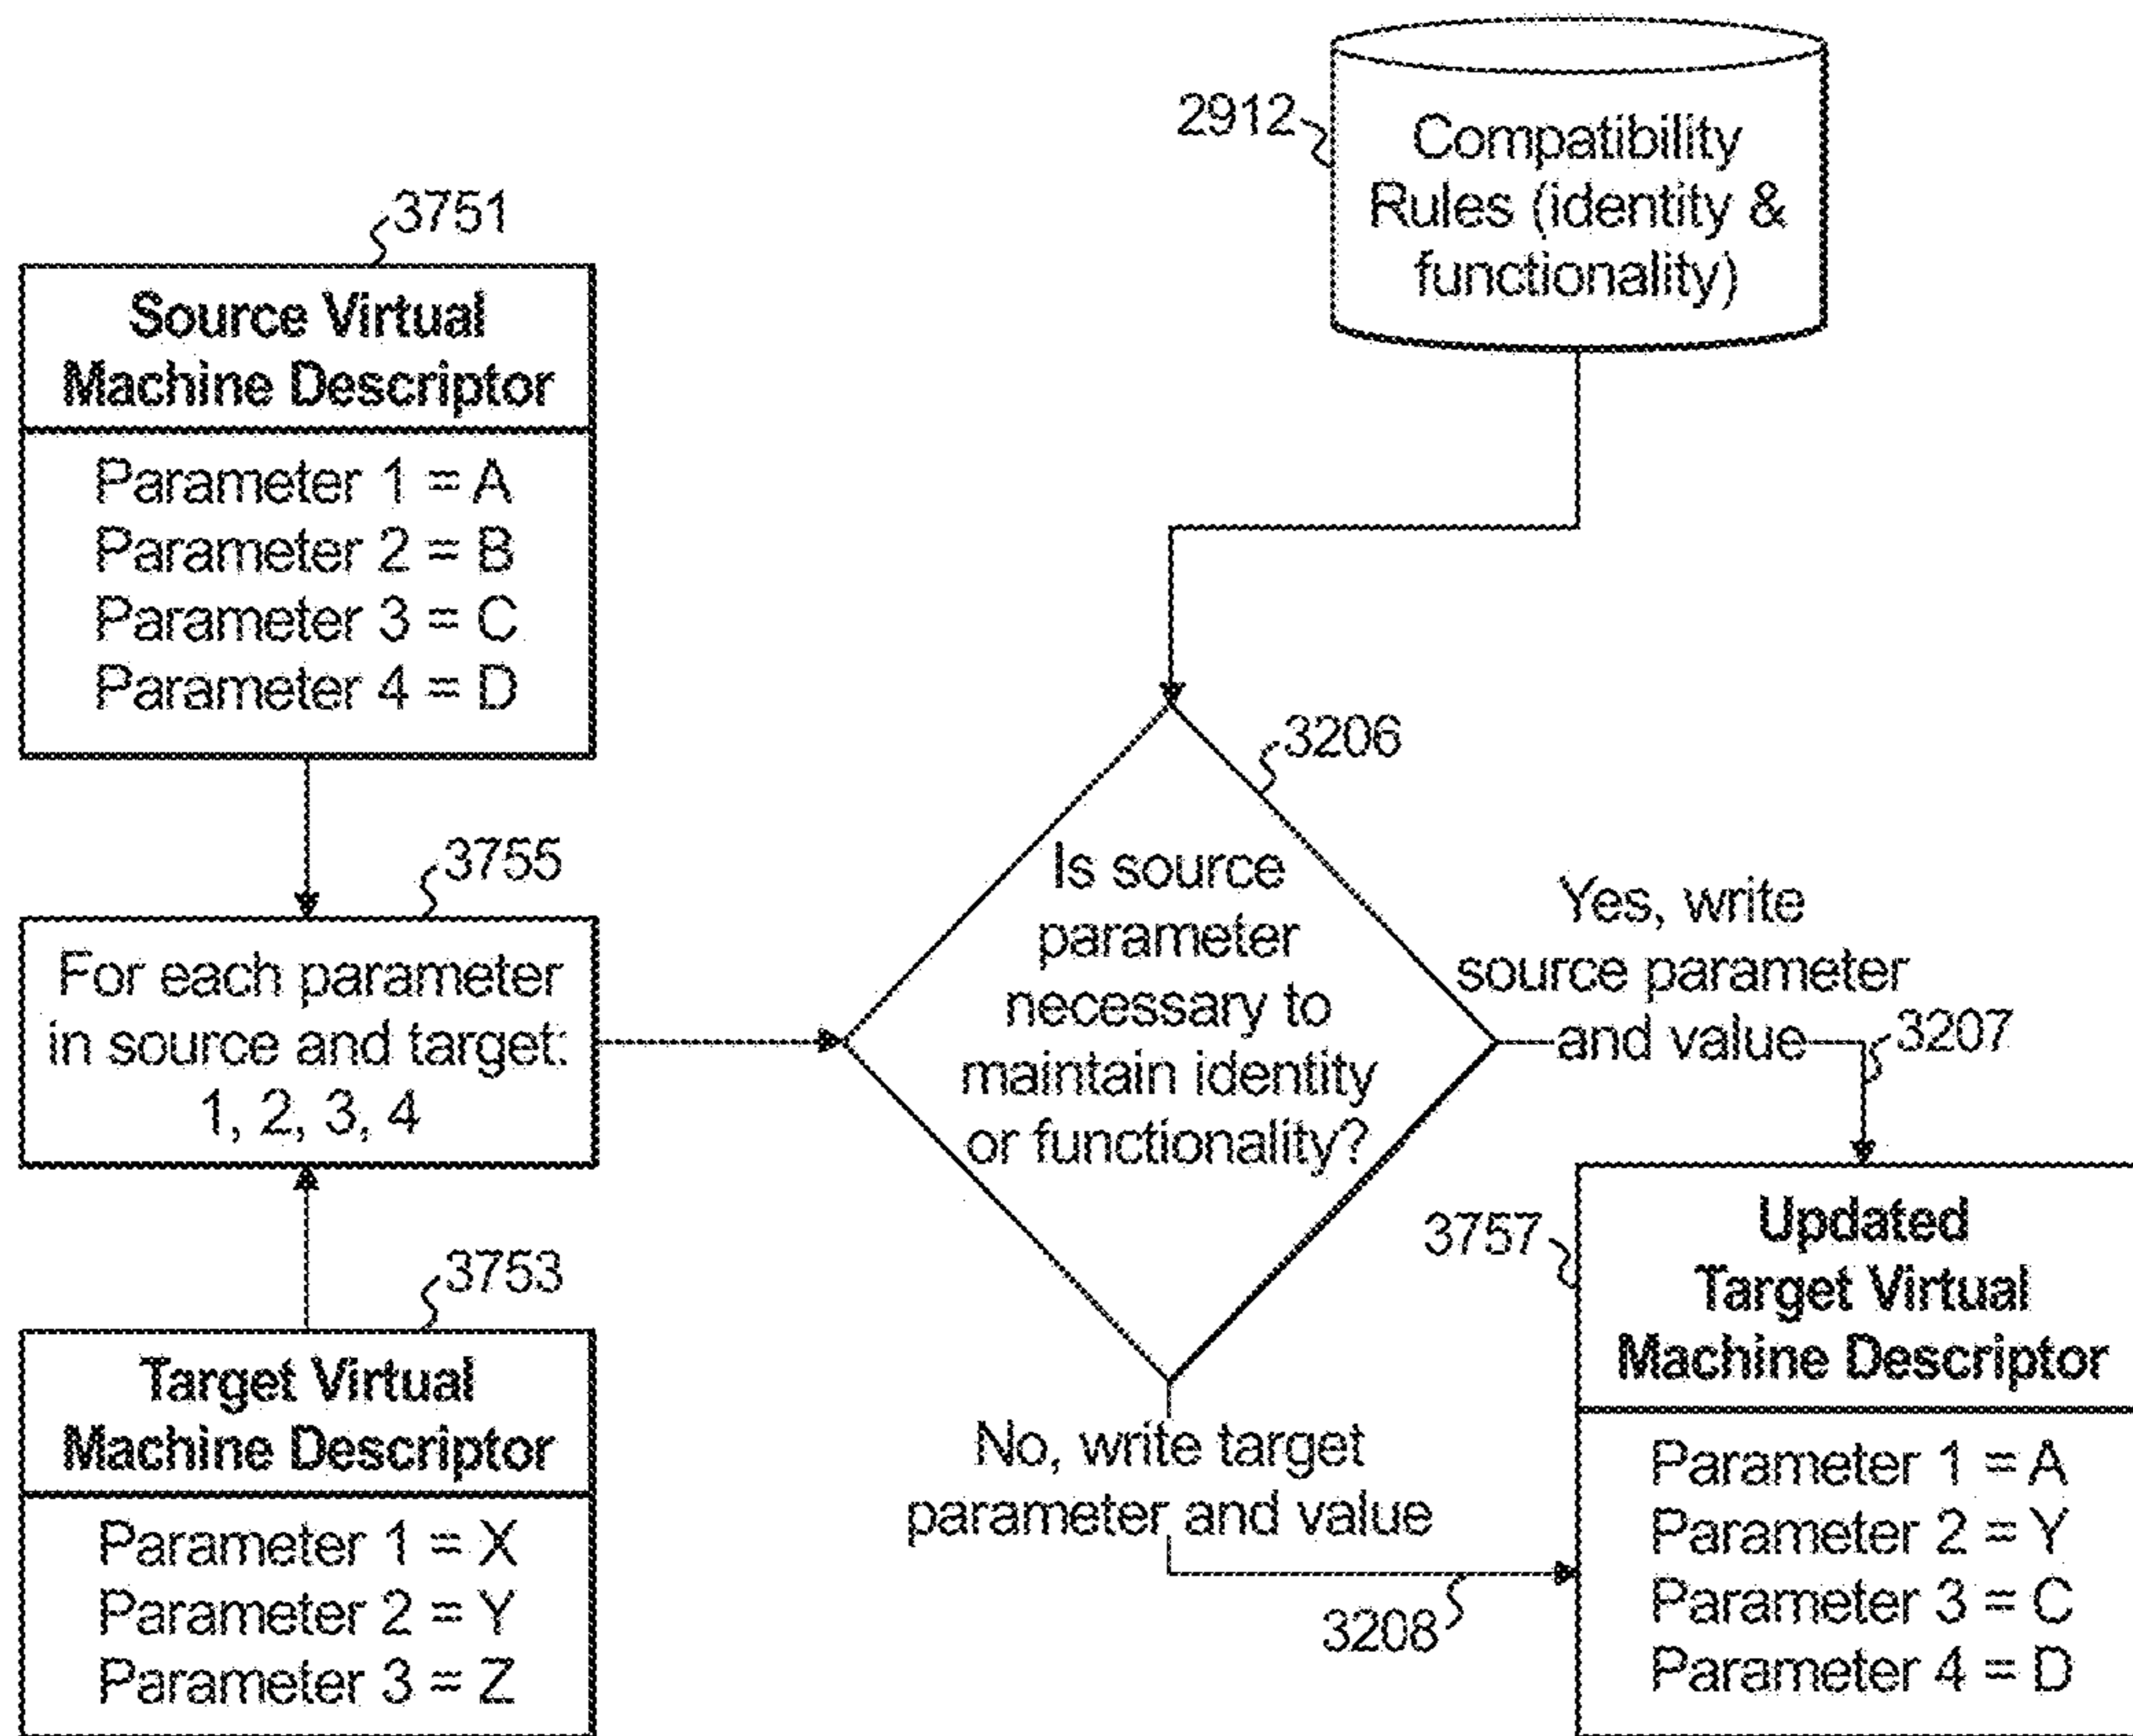 2912
Compatibility
Rules (identity &
functionality)
3751
Source Virtual
Machine Descriptor
Parameter 1 = A
Parameter 2 = B
Parameter 3 = C
Parameter 4 = D
3755
For each parameter
in source and target:
1, 2, 3, 4
3753
Target Virtual
Machine Descriptor
Parameter 1 = X
Parameter 2 = Y
Parameter 3 = Z
3206
Is source
parameter
necessary to
maintain identity
or functionality?
Yes, write
source parameter
and value
3207
No, write target
parameter and value
3208
3757
Updated
Target Virtual
Machine Descriptor
Parameter 1 = A
Parameter 2 = Y
Parameter 3 = C
Parameter 4 = D